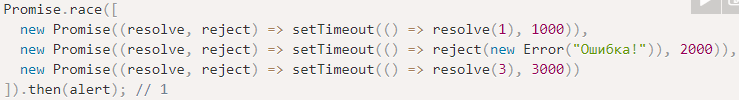 Promise.race([
  new Promise((resolve, reject) => setTimeout(() => resolve(1), 1000)),
  new Promise((resolve, reject) => setTimeout(() => reject(new Error("Ошибка!")), 2000)),
  new Promise((resolve, reject) => setTimeout(() => resolve(3), 3000))
]).then(alert); // 1